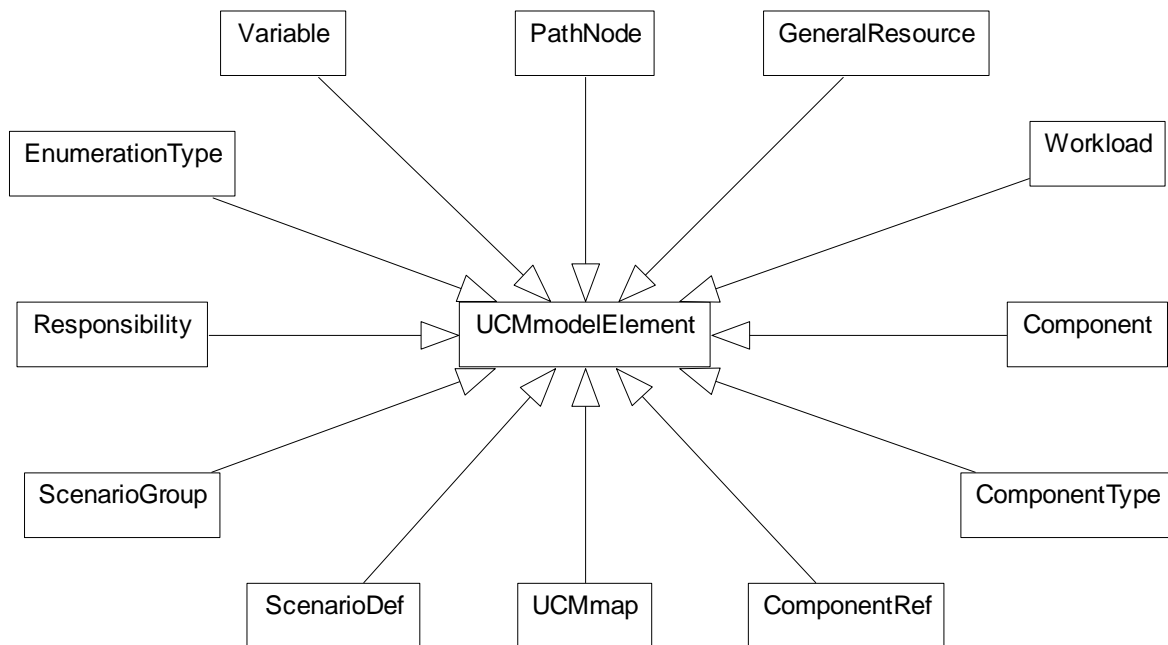 Variable
PathNode
GeneralResource
EnumerationType
Workload
Responsibility
UCMmodelElement
Component
ScenarioGroup
ComponentType
ScenarioDef
UCMmap
ComponentRef